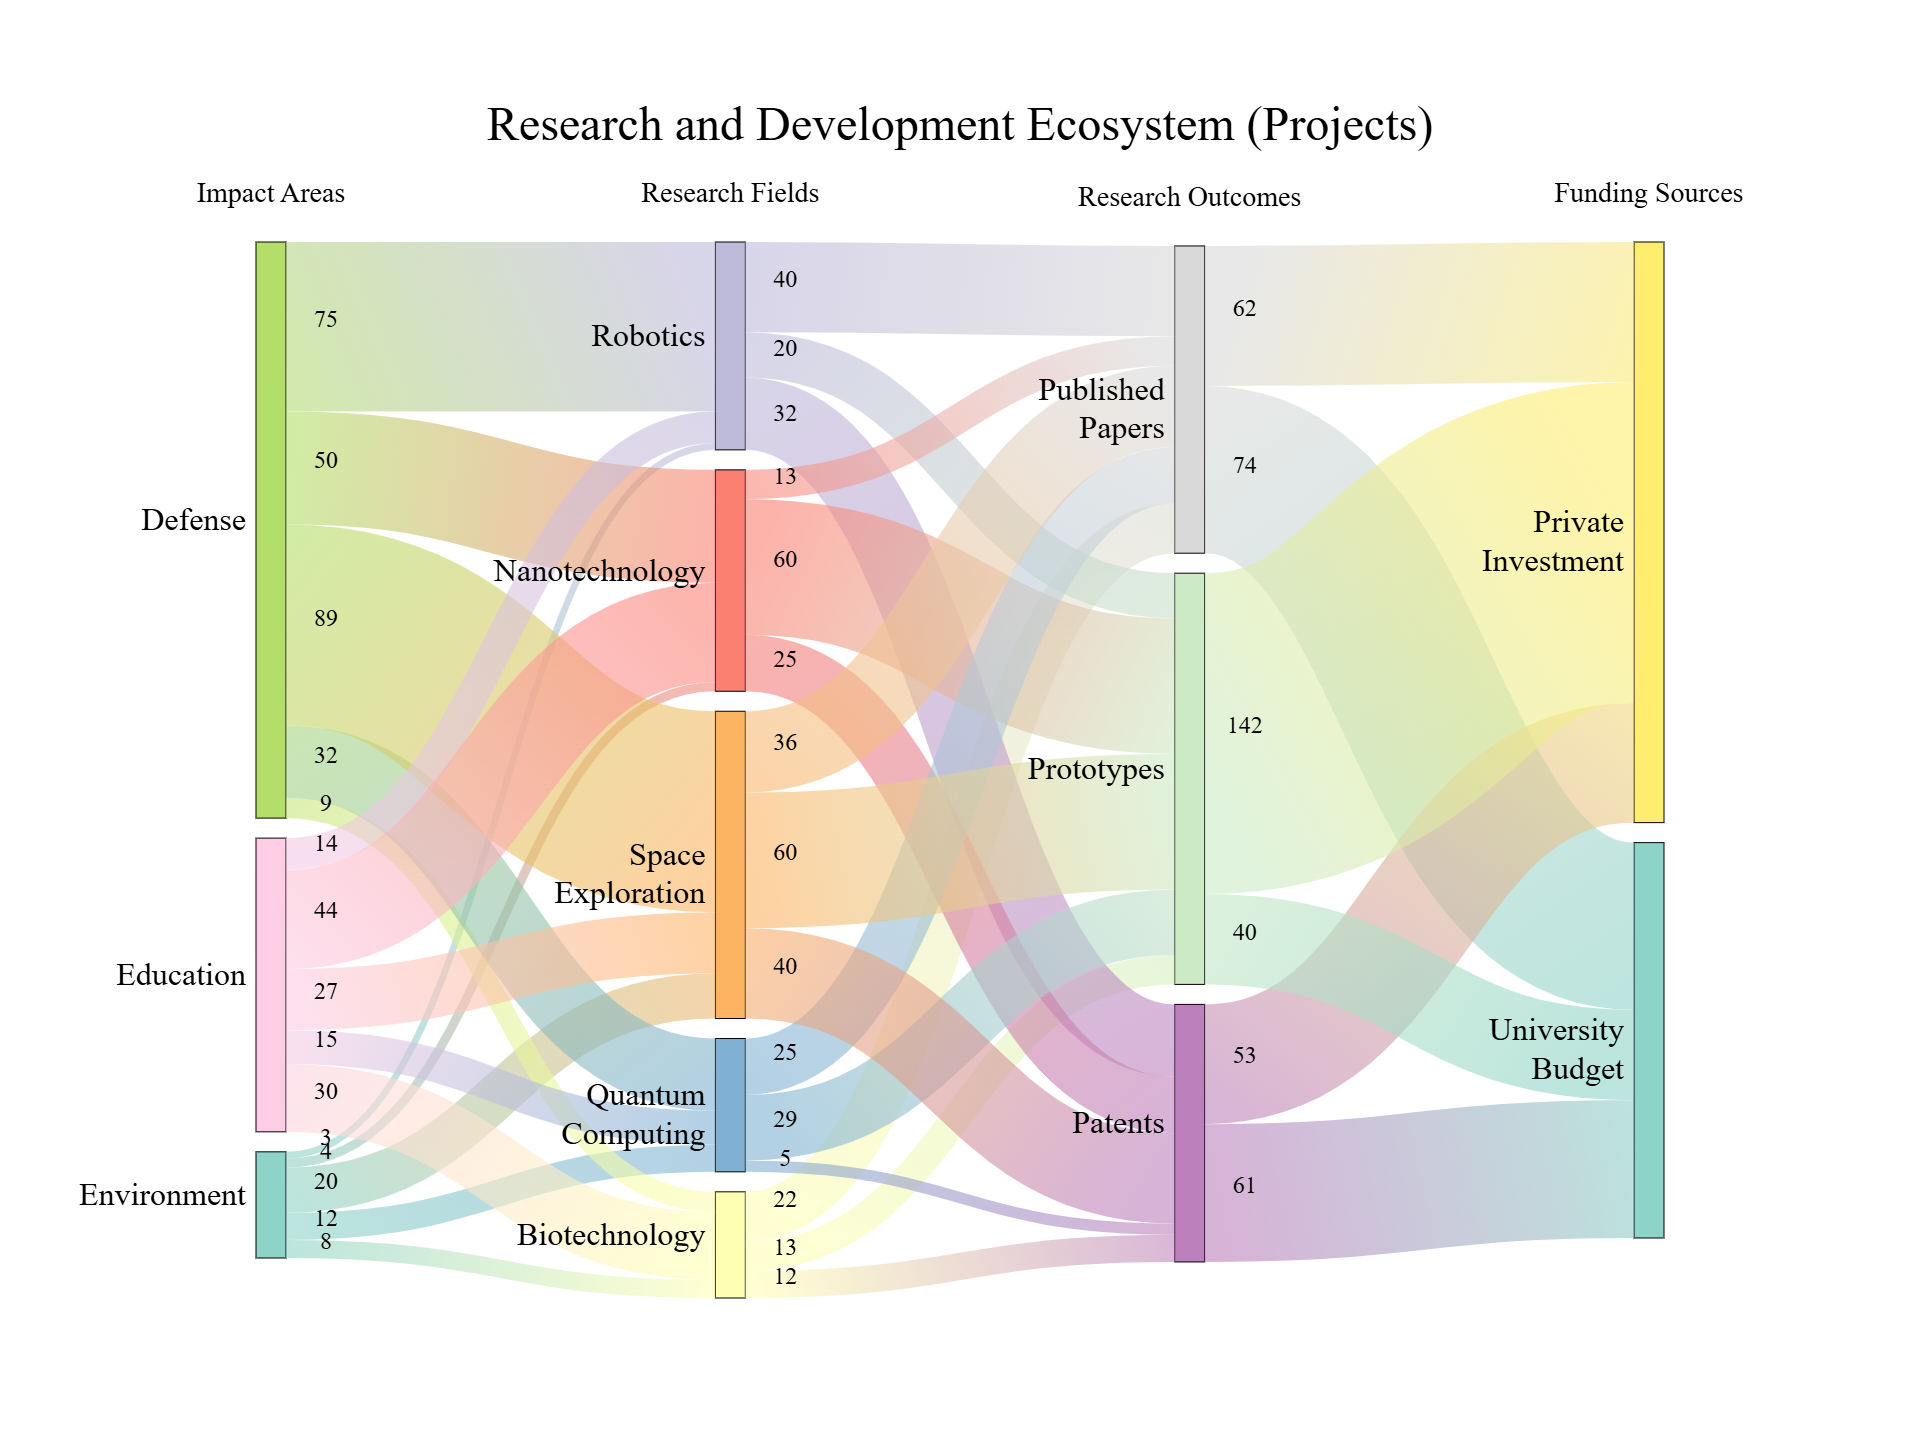 Research and Development Ecosystem (Projects)
Impact Areas
Research Fields
Research Outcomes
Funding Sources
Defense
75
50
89
32
9
Education
14
44
27
15
30
Environment
3
4
20
12
8
Robotics
40
20
32
Nanotechnology
13
60
25
Space
Exploration
36
60
40
Quantum
Computing
25
29
5
Biotechnology
22
13
12
Published
Papers
62
74
Prototypes
142
40
Patents
53
61
Private
Investment
University
Budget